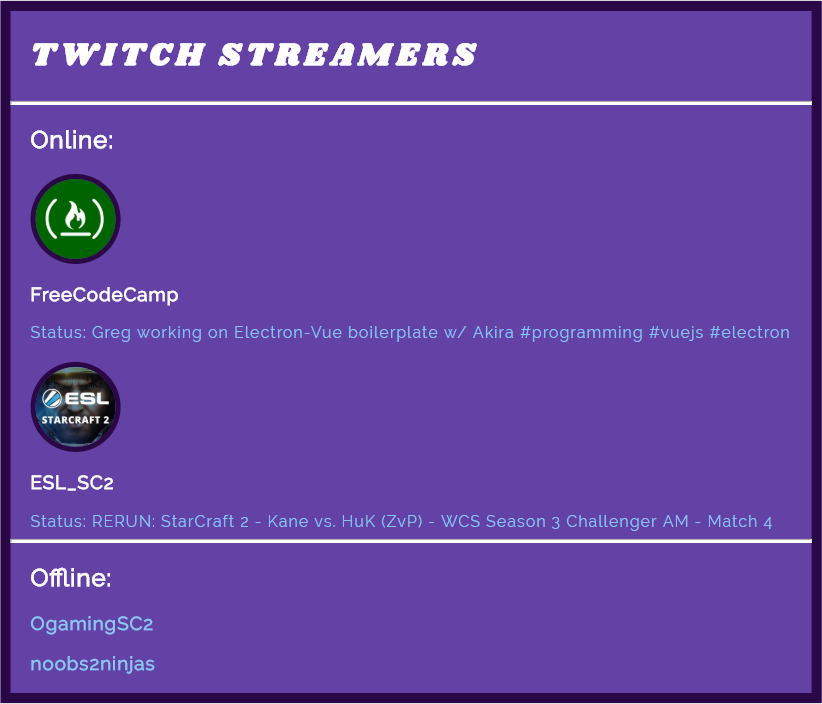 TWITCH STREAMERS
Online:
FreeCodeCamp
Status: Greg working on Electron-Vue boilerplate w/ Akira #programming #vuejs #electron
ESL
STARCRAFT 2
ESL_SC2
Status: RERUN: StarCraft 2 - Kane vs. HuK (ZvP) - WCS Season 3 Challenger AM - Match 4
Offline:
OgamingSC2
noobs2ninjas